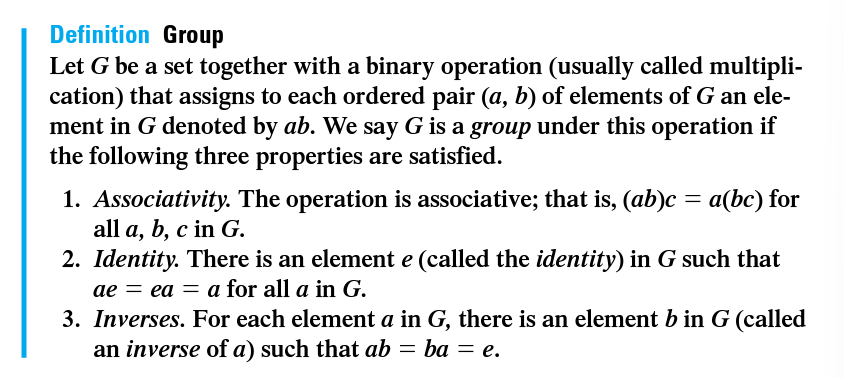 Definition Group
Let G be a set together with a binary operation (usually called multipli-
cation) that assigns to each ordered pair (a, b) of elements of G an ele-
ment in G denoted by ab. We say G is a group under this operation if
the following three properties are satisfied.
1. Associativity. The operation is associative; that is, (ab)c = a(bc) for
all a, b, c in G.
2. Identity. There is an element e (called the identity) in G such that
ae = ea = a for all a in G.
3. Inverses. For each element a in G, there is an element b in G (called
an inverse of a) such that ab = ba = e.